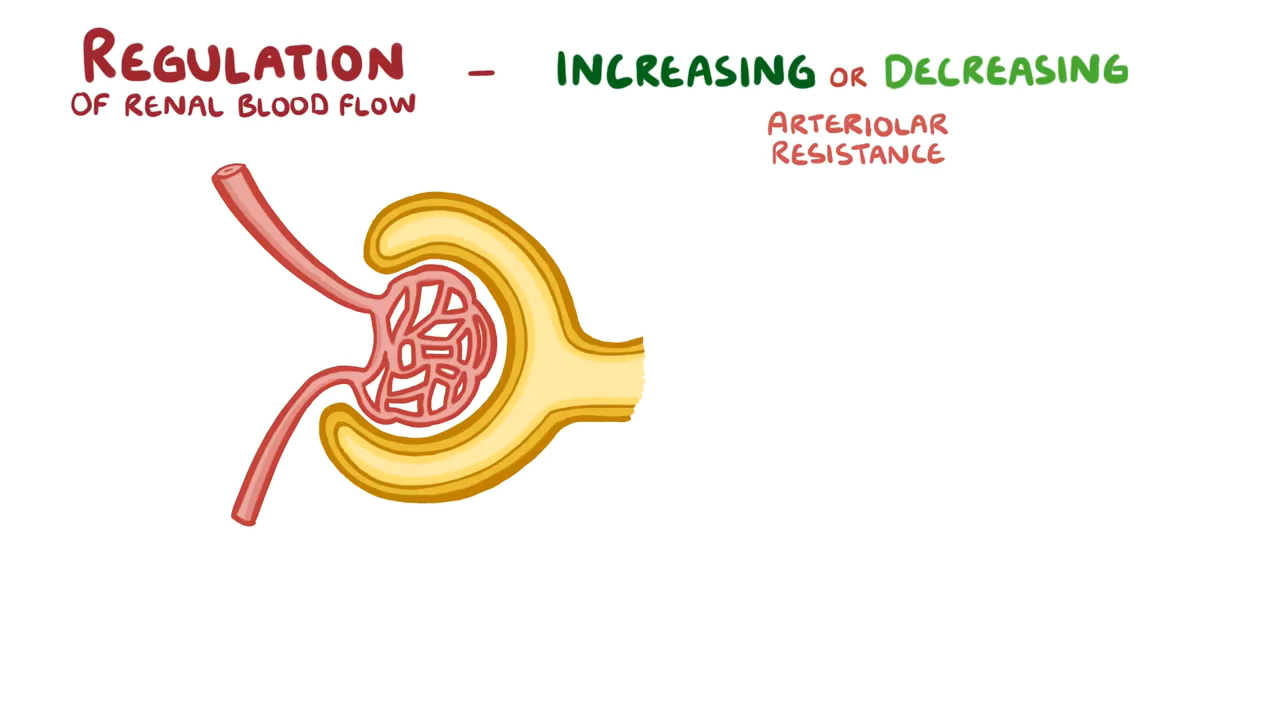 REGULATION - INCREASING OR DECREASING
OF RENAL BLOOD FLOW
ARTERIOLAR
RESISTANCE